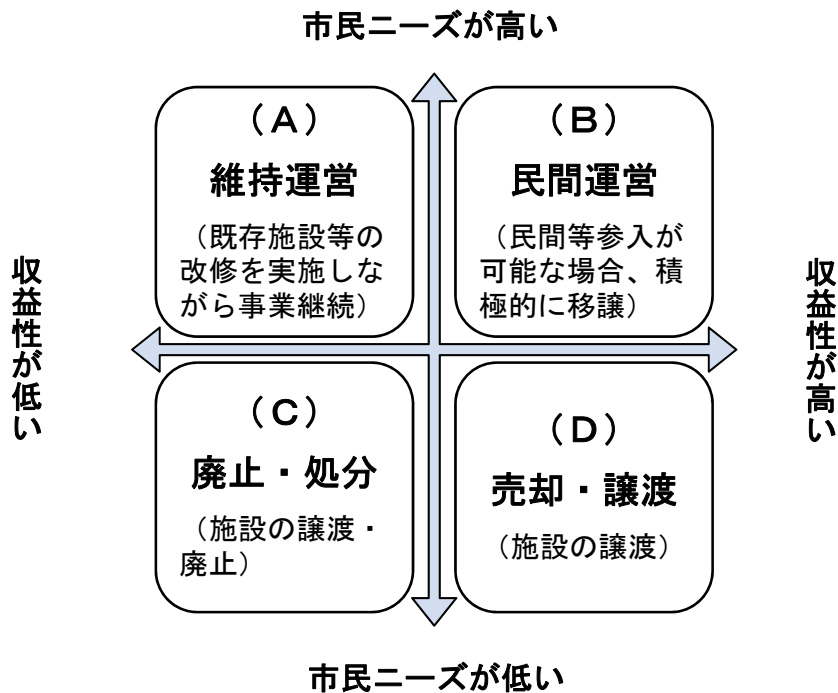 市民ニーズが高い
（Ａ）
維持運営
（既存施設等の
改修を実施しな
がら事業継続）
（Ｂ）
民間運営
（民間等参入が
可能な場合、積
極的に移譲）
収益性が低い
収益性が高い
（Ｃ）
廃止・処分
（施設の譲渡・
廃止）
（Ｄ）
売却・譲渡
（施設の譲渡）
市民ニーズが低い